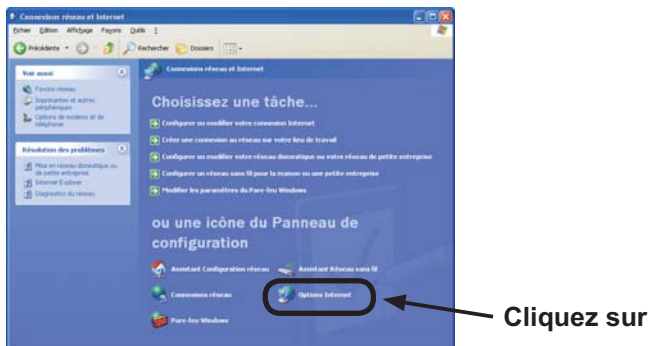 Connexions réseau et Internet
Fichier Edition Affichage Favoris Outils ?
Précédente Rechercher Dossiers
Connexions réseau et Internet
Voir aussi
Favoris réseau
Imprimantes et autres
périphériques
Options de modems et de
téléphonie
Résolution des problèmes
Mise en réseau domestique ou
de petite entreprise
Internet Explorer
Diagnostics du réseau
Choisissez une tâche...
Configurer ou modifier votre connexion Internet
Créer une connexion au réseau sur votre lieu de travail
Configurer ou modifier votre réseau domestique ou votre réseau de petite entreprise
Configurer un réseau sans fil pour la maison ou une petite entreprise
Modifier les paramètres du Pare-feu Windows
ou une icône du Panneau de
configuration
Assistant Configuration réseau
Assistant Réseau sans fil
Connexions réseau
Options Internet
Pare-feu Windows
Cliquez sur